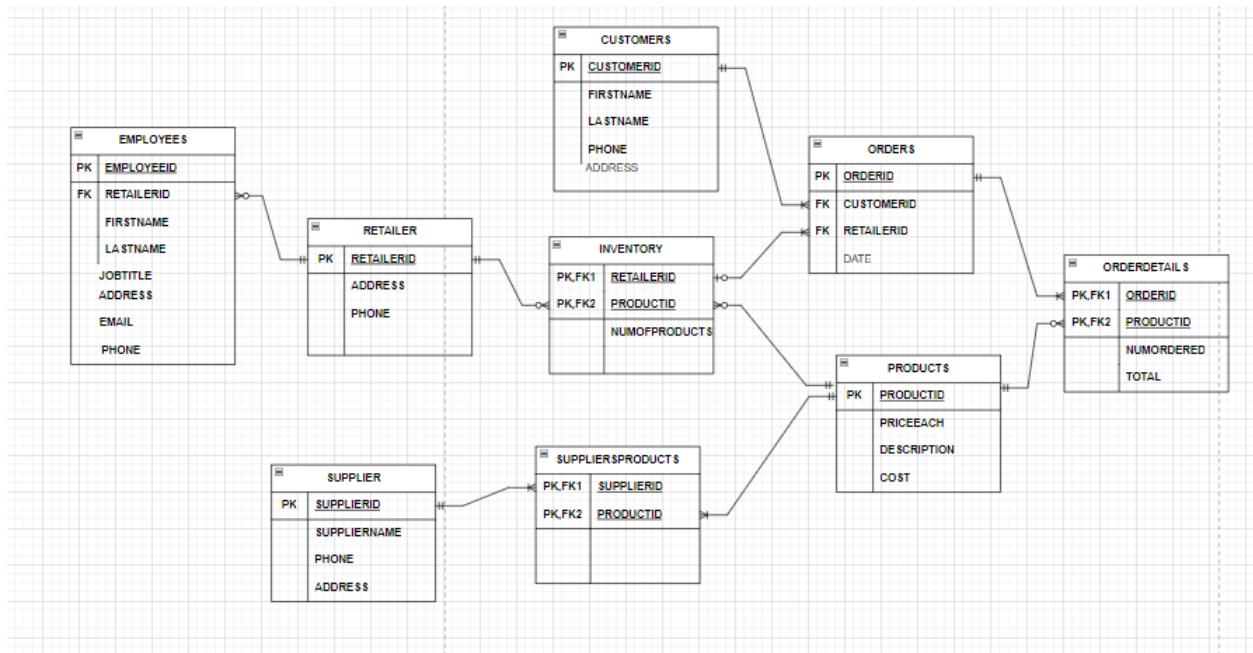 CUSTOMERS
PK CUSTOMERID
FIRSTNAME
LASTNAME
PHONE
ADDRESS
EMPLOYEES
PK EMPLOYEEID
FK RETAILERID
FIRSTNAME
LASTNAME
JOBTITLE
ADDRESS
EMAIL
PHONE
ORDERS
PK ORDERID
FK CUSTOMERID
FK RETAILERID
DATE
RETAILER
PK RETAILERID
ADDRESS
PHONE
INVENTORY
PK,FK1 RETAILERID
PK,FK2 PRODUCTID
NUMOFPRODUCTS
ORDERDETAILS
PK,FK1 ORDERID
PK,FK2 PRODUCTID
NUMORDERED
TOTAL
PRODUCTS
PK PRODUCTID
PRICEEACH
DESCRIPTION
COST
SUPPLIER
PK SUPPLIERID
SUPPLIERNAME
PHONE
ADDRESS
SUPPLIERSPRODUCTS
PK,FK1 SUPPLIERID
PK,FK2 PRODUCTID